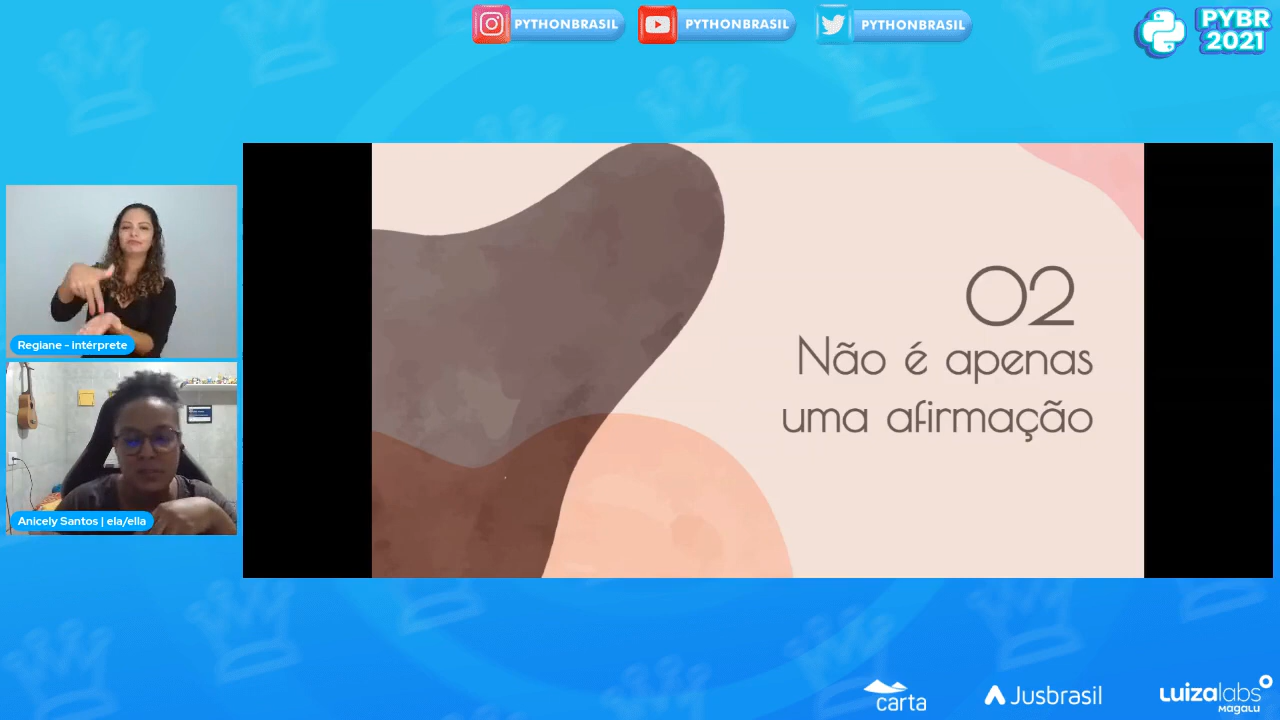 PYTHONBRASIL
PYTHONBRASIL
PYTHONBRASIL
PYBR
2021
02
Não é apenas
uma afirmação
Regiane - intérprete
Anicely Santos | ela/ella
carta
Jusbrasil
Luizalabs
MAGALU